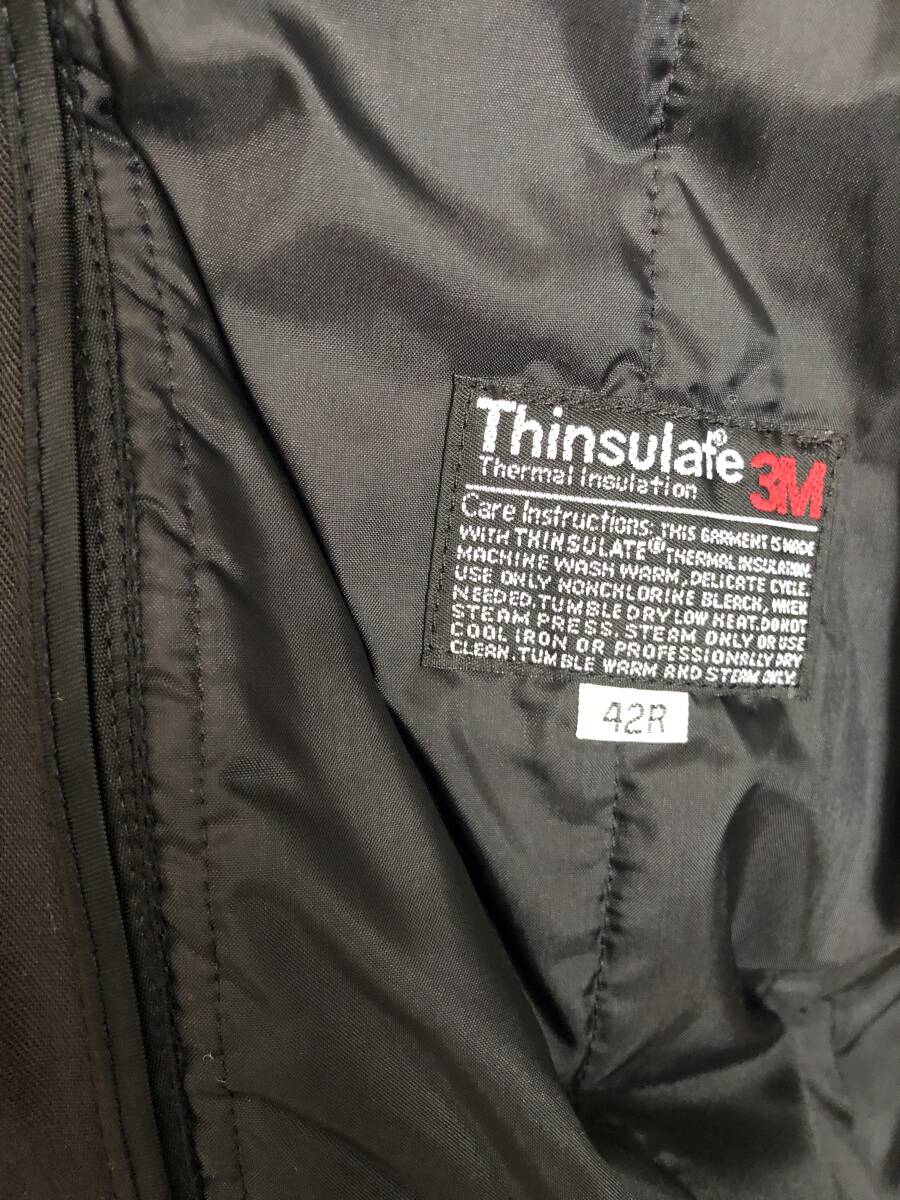 Thinsulate®
Thermal Insulation
3M
Care Instructions: THIS GARMENT IS MADE
WITH THINSULATE® THERMAL INSULATION.
MACHINE WASH WARM, DELICATE CYCLE.
USE ONLY NONCHLORINE BLEACH, WHEN
NEEDED. TUMBLE DRY LOW HEAT. DO NOT
STEAM PRESS. STEAM ONLY OR USE
COOL IRON OR PROFESSIONALLY DRY
CLEAN. TUMBLE WARM AND STEAM ONLY.
42R